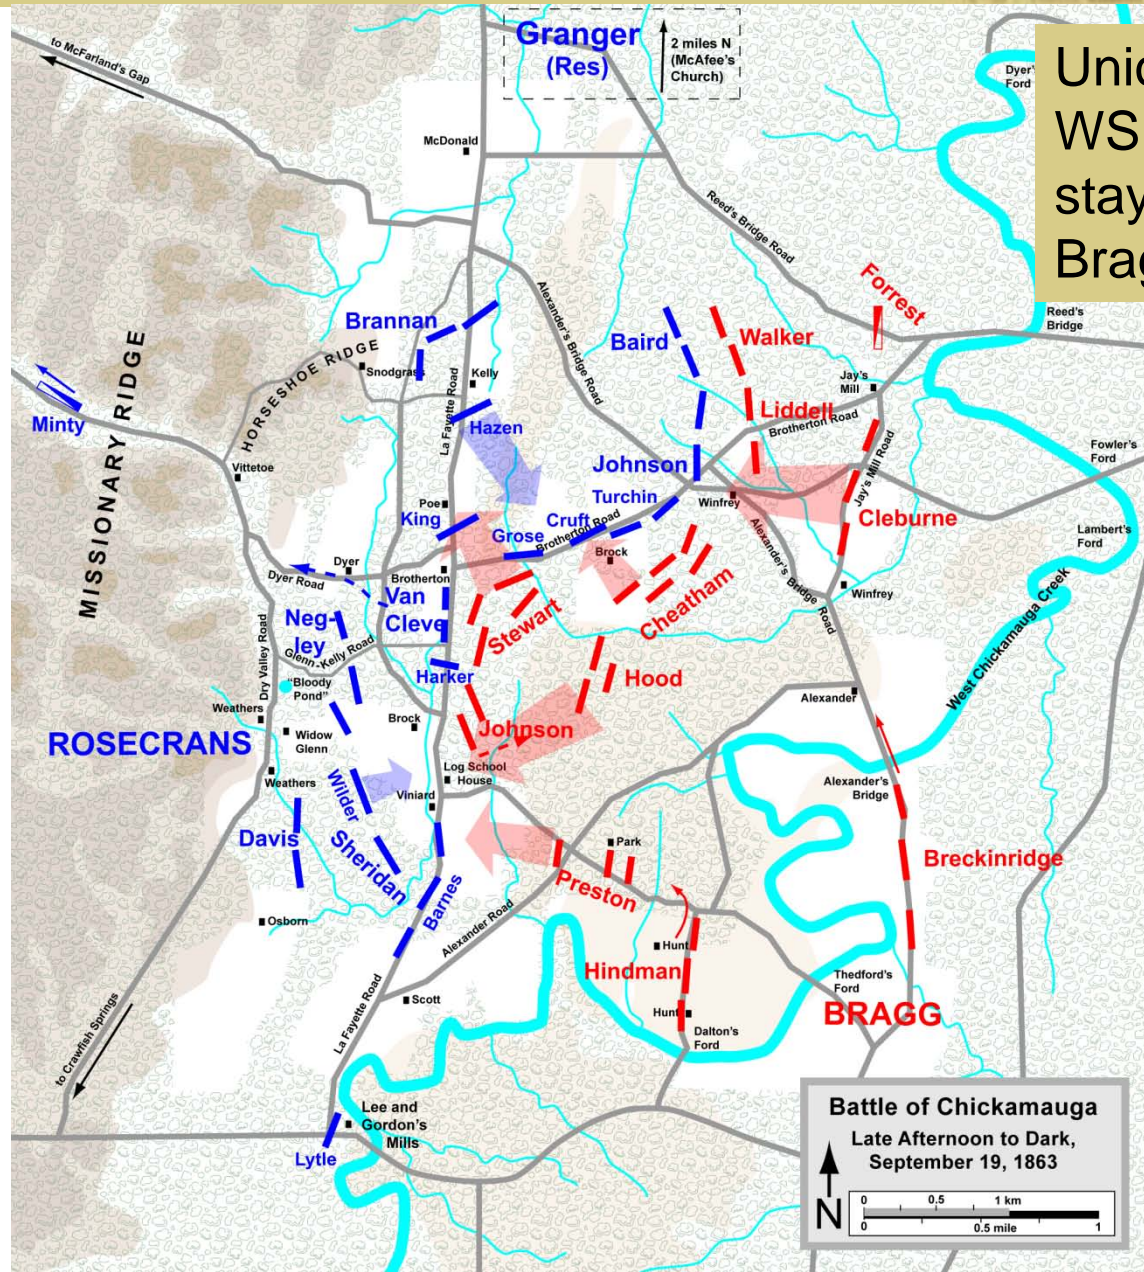 to McFarland's Gap
Granger
(Res)
2 miles N
(McAfee's
Church)
Dyer's
Ford
stay
McDonald
Reed's Bridge Road
Forrest
Reed's
Bridge
Brannan
Alexander's Bridge Road
Baird
Walker
MISSIONARY RIDGE
HORSESHOE RIDGE
Snodgrass
Kelly
La Fayette Road
Jay's
Mill
Minty
Hazen
Liddell
Brotherton Road
Fowler's
Ford
Vittetoe
Johnson
Jay's Mill Road
Poe
King
Turchin
Winfrey
Cleburne
Grose
Cruft
Brotherton Road
Brock
Lambert's
Ford
Dyer
Dyer Road
Brotherton
Alexander's Bridge Road
Winfrey
Van
Cleve
Neg-
ley
Stewart
Cheatham
West Chickamauga Creek
Glenn-Kelly Road
Dry Valley Road
Harker
Hood
"Bloody
Pond"
Alexander
Weathers
Brock
Johnson
ROSECRANS
Widow
Glenn
Log School
House
Weathers
Wilder
Viniard
Alexander's
Bridge
Davis
Sheridan
Park
Breckinridge
Preston
Barnes
Osborn
Alexander Road
Hunt
Hindman
Thedford's
Ford
La Fayette Road
Scott
Hunt
BRAGG
Dalton's
Ford
to Crawfish Springs
Lee and
Gordon's
Mills
Lytle
Battle of Chickamauga
Late Afternoon to Dark,
September 19, 1863
N
0 0.5 1 km
0 0.5 mile 1